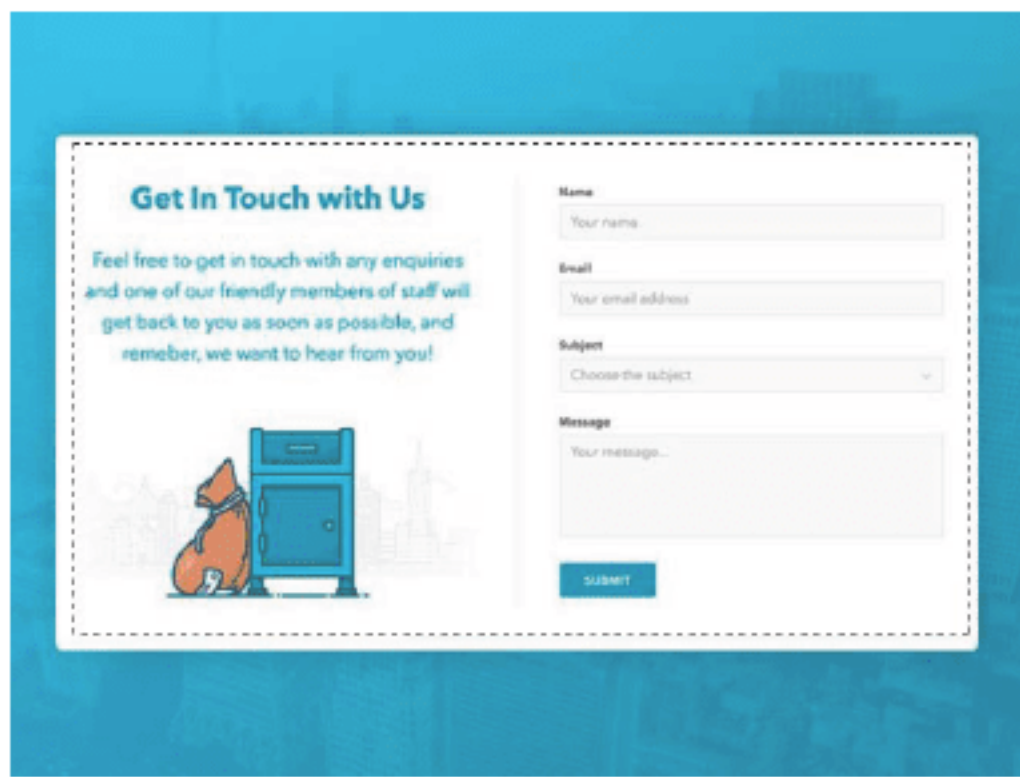 Get In Touch with Us
Feel free to get in touch with any enquiries
and one of our friendly members of staff will
get back to you as soon as possible, and
remeber, we want to hear from you!
Name
Your name
Email
Your email address
Subject
Choose the subject
Message
Your message...
SUBMIT